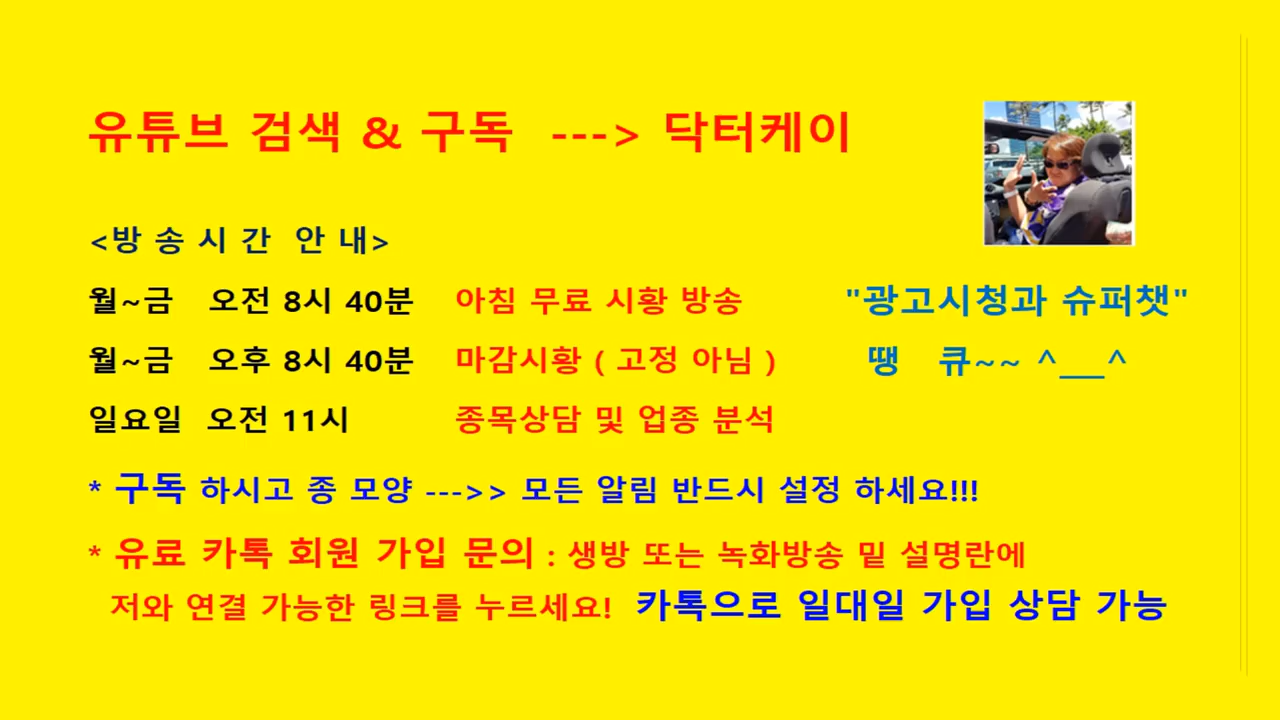 유튜브 검색 & 구독 ---> 닥터케이
<방 송 시 간 안 내>
월~금 오전 8시 40분 아침 무료 시황 방송 "광고시청과 슈퍼챗"
월~금 오후 8시 40분 마감시황 ( 고정 아님 ) 땡 큐~~ ^__^
일요일 오전 11시 종목상담 및 업종 분석
* 구독 하시고 종 모양 --->> 모든 알림 반드시 설정 하세요!!!
* 유료 카톡 회원 가입 문의 : 생방 또는 녹화방송 밑 설명란에
저와 연결 가능한 링크를 누르세요! 카톡으로 일대일 가입 상담 가능